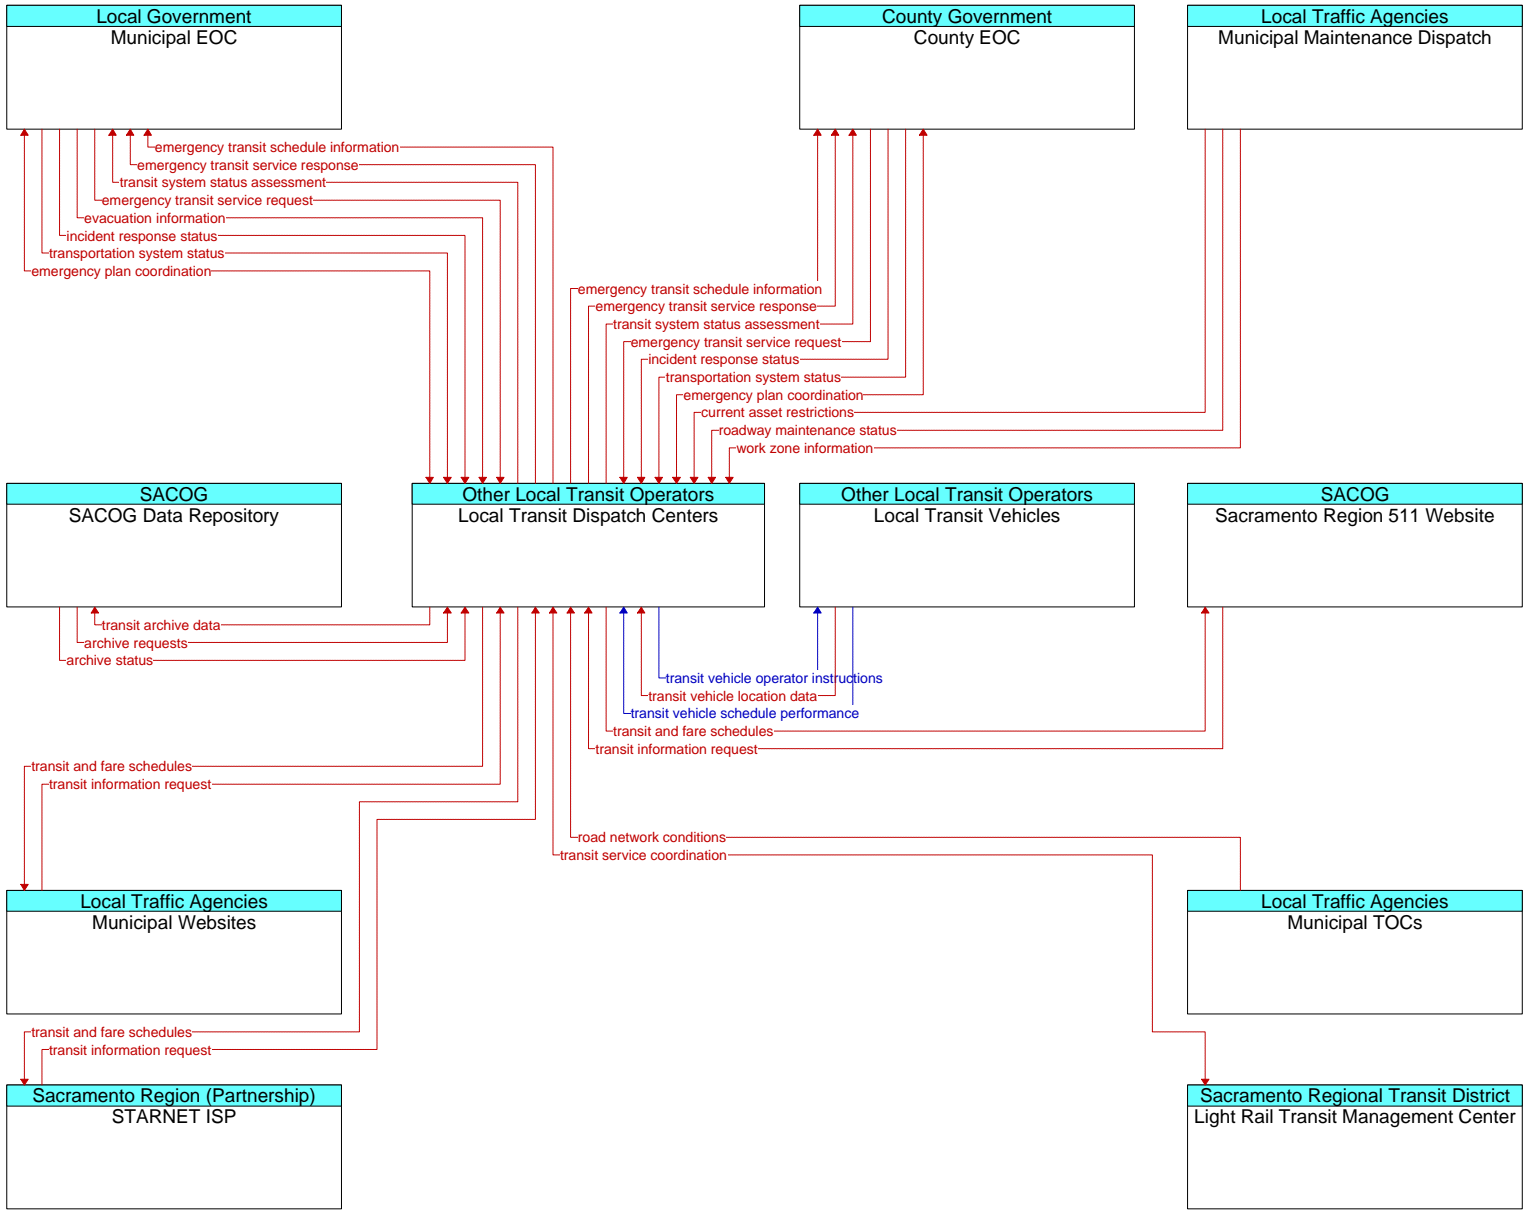 Local Government
Municipal EOC
County Government
County EOC
Local Traffic Agencies
Municipal Maintenance Dispatch
emergency transit schedule information
emergency transit service response
transit system status assessment
emergency transit service request
evacuation information
incident response status
transportation system status
emergency plan coordination
emergency transit schedule information
emergency transit service response
transit system status assessment
emergency transit service request
incident response status
transportation system status
emergency plan coordination
current asset restrictions
roadway maintenance status
work zone information
SACOG
SACOG Data Repository
Other Local Transit Operators
Local Transit Dispatch Centers
Other Local Transit Operators
Local Transit Vehicles
SACOG
Sacramento Region 511 Website
transit archive data
archive requests
archive status
transit vehicle operator instructions
transit vehicle location data
transit vehicle schedule performance
transit and fare schedules
transit information request
transit and fare schedules
transit information request
road network conditions
transit service coordination
Local Traffic Agencies
Municipal Websites
Local Traffic Agencies
Municipal TOCs
transit and fare schedules
transit information request
Sacramento Region (Partnership)
STARNET ISP
Sacramento Regional Transit District
Light Rail Transit Management Center